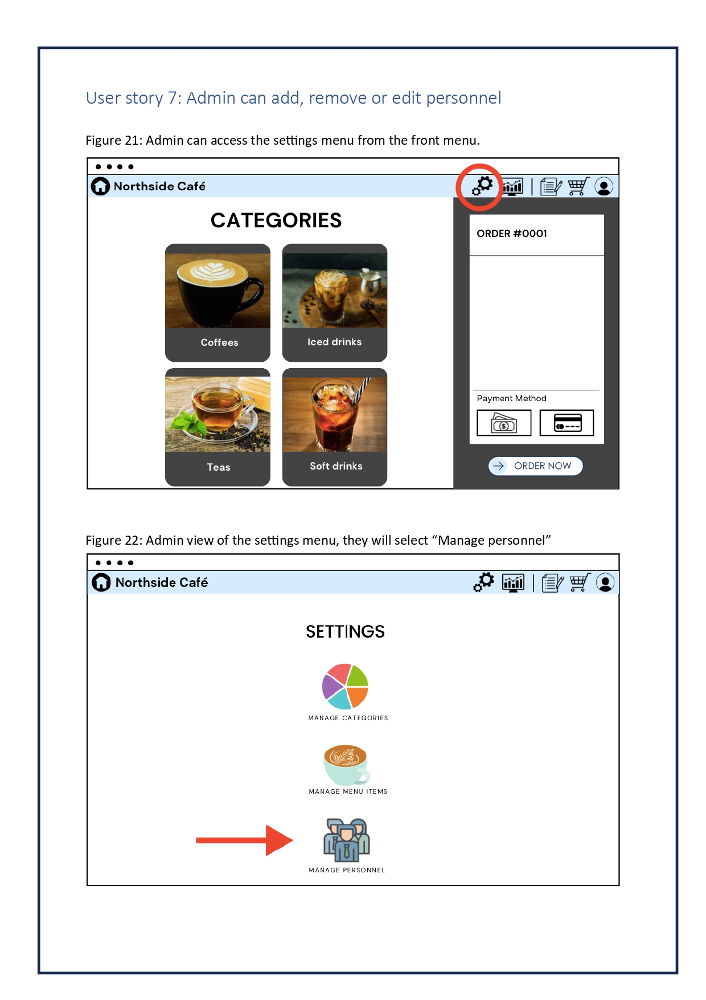 User story 7: Admin can add, remove or edit personnel
Figure 21: Admin can access the settings menu from the front menu.
Northside Café
CATEGORIES
Coffees
Iced drinks
Teas
Soft drinks
ORDER #0001
Payment Method
ORDER NOW
Figure 22: Admin view of the settings menu, they will select “Manage personnel”
Northside Café
SETTINGS
MANAGE CATEGORIES
MANAGE MENU ITEMS
MANAGE PERSONNEL